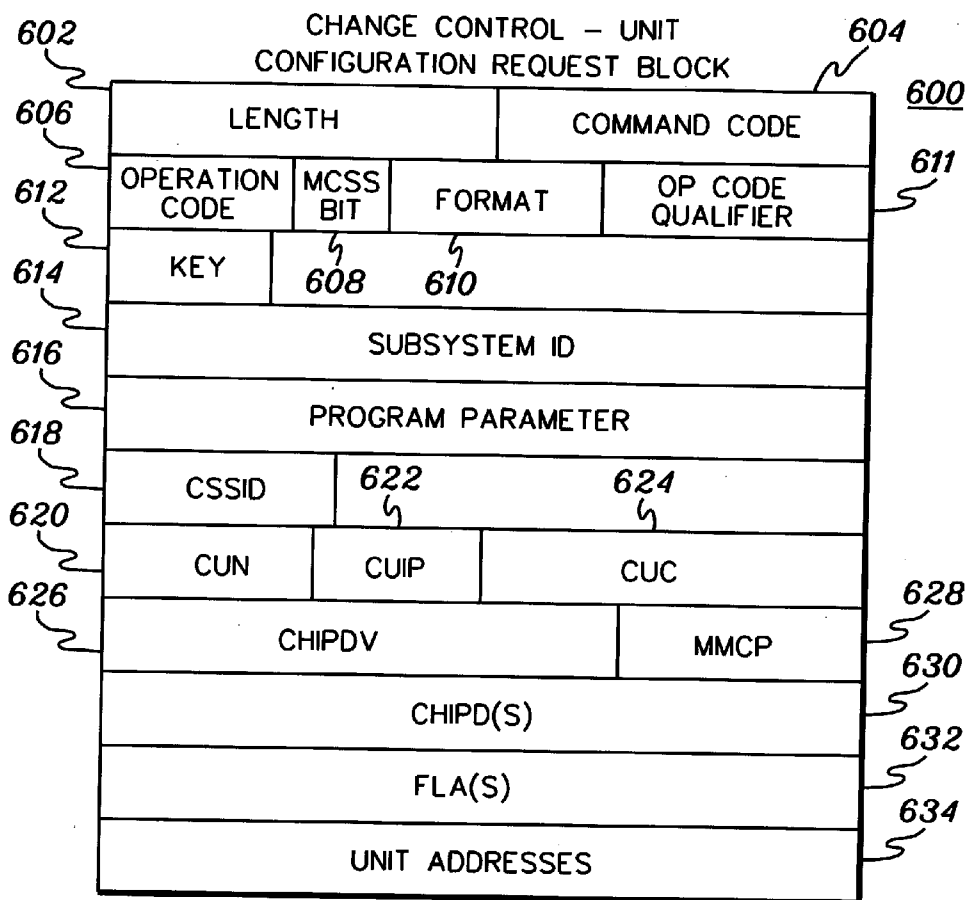 CHANGE CONTROL - UNIT
CONFIGURATION REQUEST BLOCK
600
602
604
LENGTH
COMMAND CODE
606
OPERATION CODE
MCSS BIT
FORMAT
OP CODE QUALIFIER
611
612
KEY
608
610
614
SUBSYSTEM ID
616
PROGRAM PARAMETER
618
CSSID
622
624
620
CUN
CUIP
CUC
626
CHIPDV
MMCP
628
CHIPD(S)
630
FLA(S)
632
UNIT ADDRESSES
634